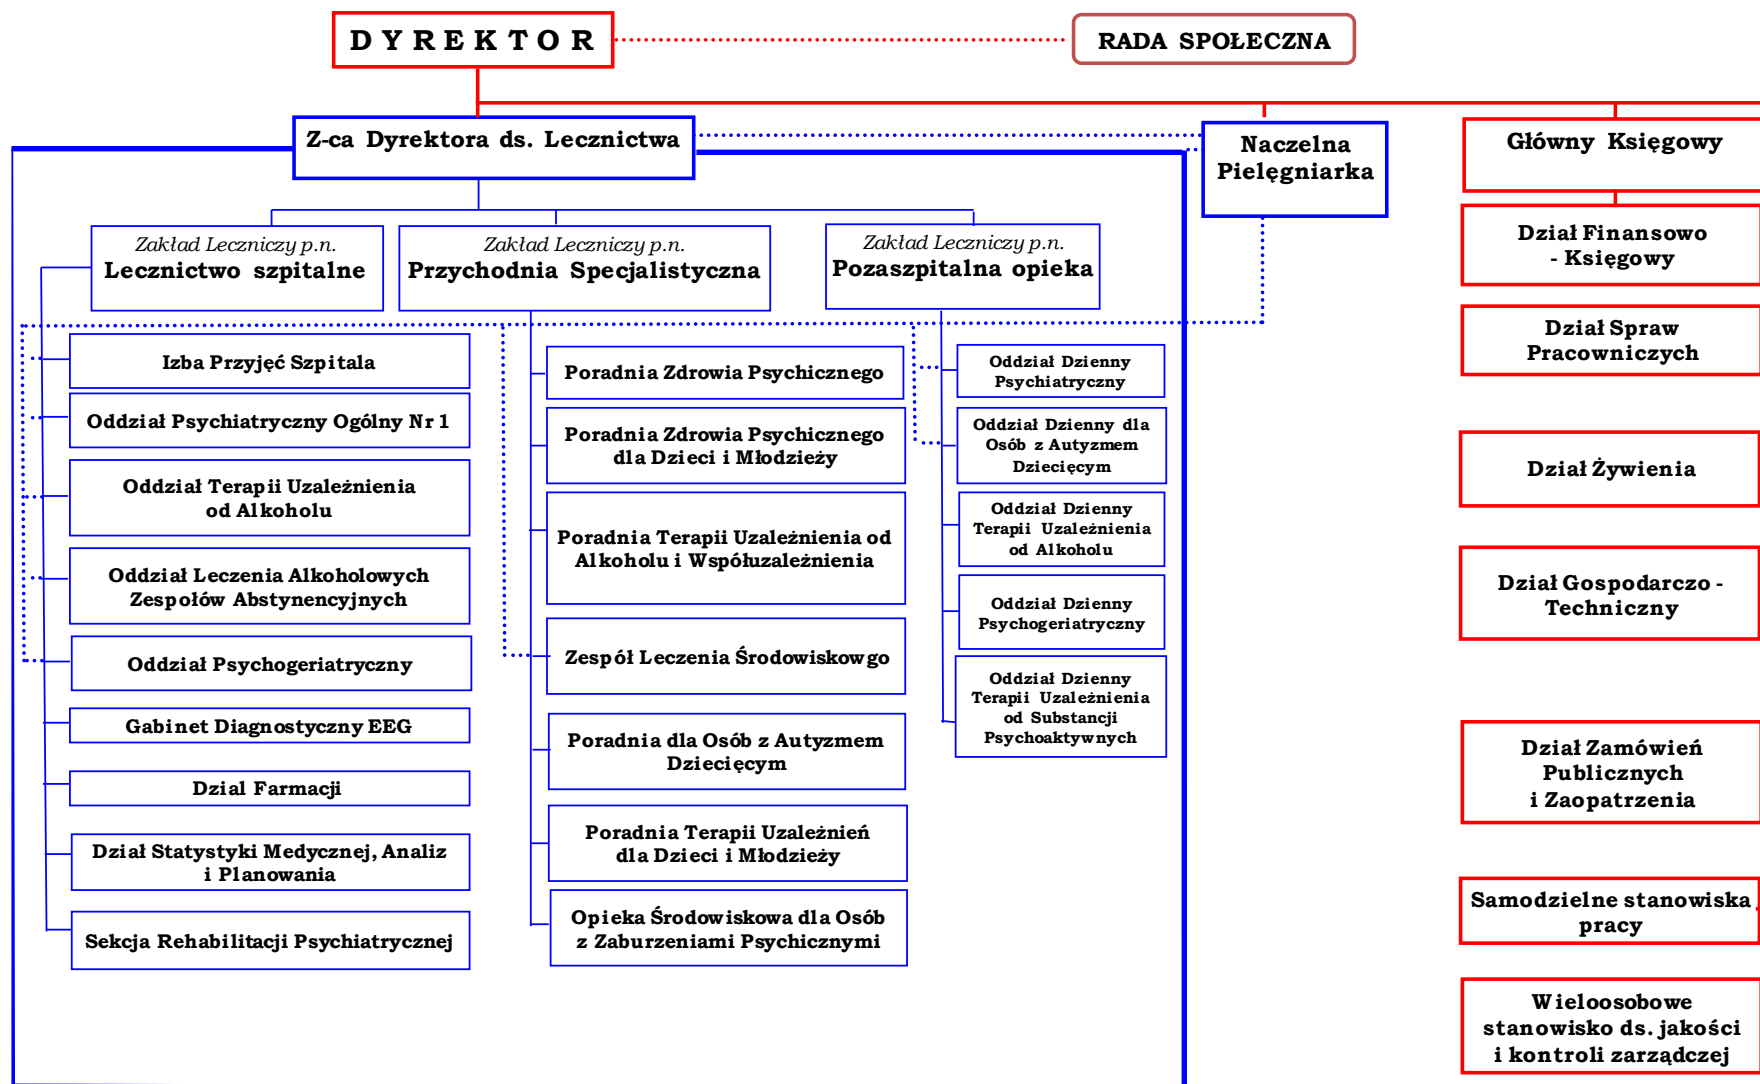 DYREKTOR
RADA SPOŁECZNA
Z-ca Dyrektora ds. Lecznictwa
Naczelna
Pielęgniarka
Główny Księgowy
Zakład Leczniczy p.n.
Lecznictwo szpitalne
Zakład Leczniczy p.n.
Przychodnia Specjalistyczna
Zakład Leczniczy p.n.
Pozaszpitalna opieka
Izba Przyjęć Szpitala
Oddział Psychiatryczny Ogólny Nr 1
Oddział Terapii Uzależnienia
od Alkoholu
Oddział Leczenia Alkoholowych
Zespołów Abstynencyjnych
Oddział Psychogeriatryczny
Gabinet Diagnostyczny EEG
Dzial Farmacji
Dział Statystyki Medycznej, Analiz
i Planowania
Sekcja Rehabilitacji Psychiatrycznej
Poradnia Zdrowia Psychicznego
Poradnia Zdrowia Psychicznego
dla Dzieci i Młodzieży
Poradnia Terapii Uzależnienia od
Alkoholu i Współuzależnienia
Zespół Leczenia Środowiskowgo
Poradnia dla Osób z Autyzmem
Dziecięcym
Poradnia Terapii Uzależnień
dla Dzieci i Młodzieży
Opieka Środowiskowa dla Osób
z Zaburzeniami Psychicznymi
Oddział Dzienny
Psychiatryczny
Oddział Dzienny dla
Osób z Autyzmem
Dziecięcym
Oddział Dzienny
Terapii Uzależnienia
od Alkoholu
Oddział Dzienny
Psychogeriatryczny
Oddział Dzienny
Terapii Uzależnienia
od Substancji
Psychoaktywnych
Dział Finansowo
- Księgowy
Dział Spraw
Pracowniczych
Dział Żywienia
Dział Gospodarczo -
Techniczny
Dział Zamówień
Publicznych
i Zaopatrzenia
Samodzielne stanowiska
pracy
Wieloosobowe
stanowisko ds. jakości
i kontroli zarządczej